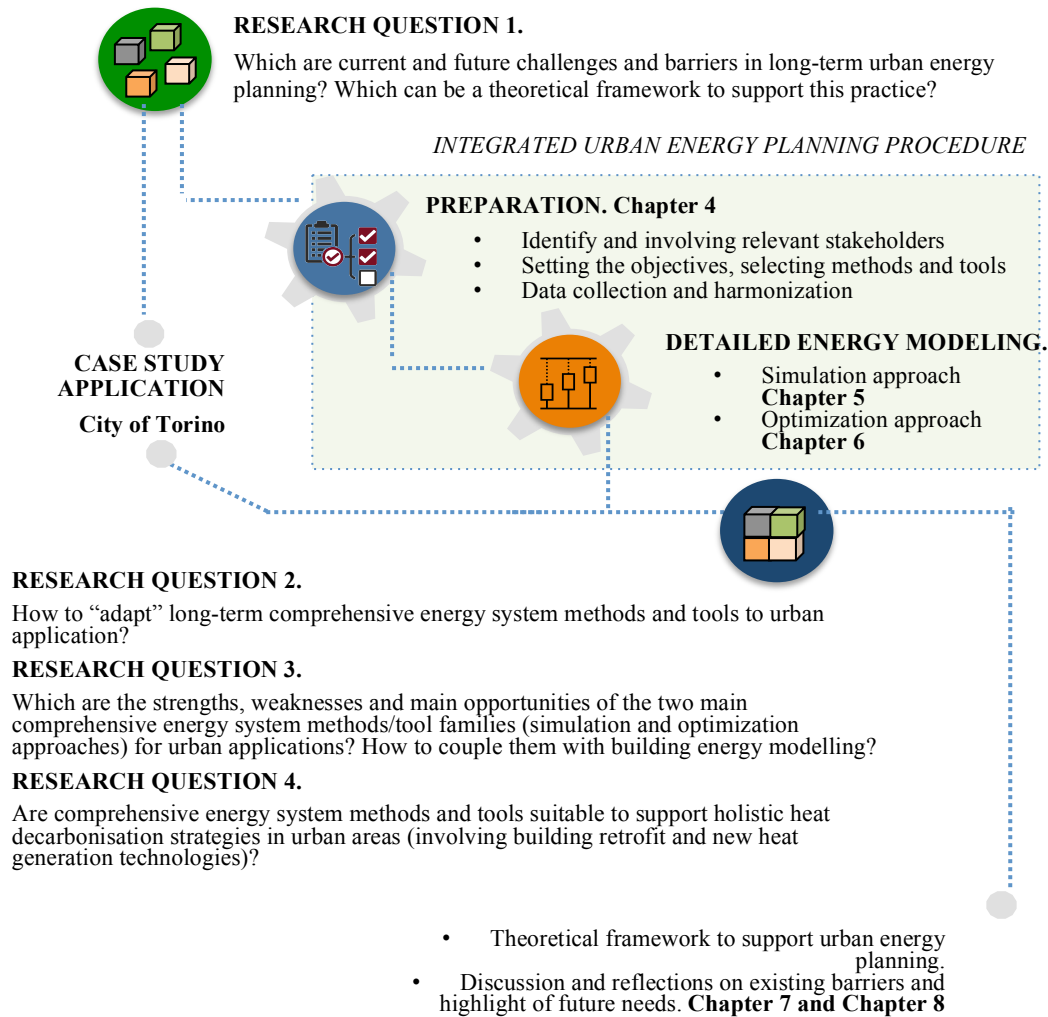 RESEARCH QUESTION 1.
Which are current and future challenges and barriers in long-term urban energy
planning? Which can be a theoretical framework to support this practice?
INTEGRATED URBAN ENERGY PLANNING PROCEDURE
PREPARATION. Chapter 4
• Identify and involving relevant stakeholders
• Setting the objectives, selecting methods and tools
• Data collection and harmonization
DETAILED ENERGY MODELING.
• Simulation approach
Chapter 5
• Optimization approach
Chapter 6
CASE STUDY
APPLICATION
City of Torino
RESEARCH QUESTION 2.
How to “adapt” long-term comprehensive energy system methods and tools to urban
application?
RESEARCH QUESTION 3.
Which are the strengths, weaknesses and main opportunities of the two main
comprehensive energy system methods/tool families (simulation and optimization
approaches) for urban applications? How to couple them with building energy modelling?
RESEARCH QUESTION 4.
Are comprehensive energy system methods and tools suitable to support holistic heat
decarbonisation strategies in urban areas (involving building retrofit and new heat
generation technologies)?
• Theoretical framework to support urban energy
planning.
• Discussion and reflections on existing barriers and
highlight of future needs. Chapter 7 and Chapter 8